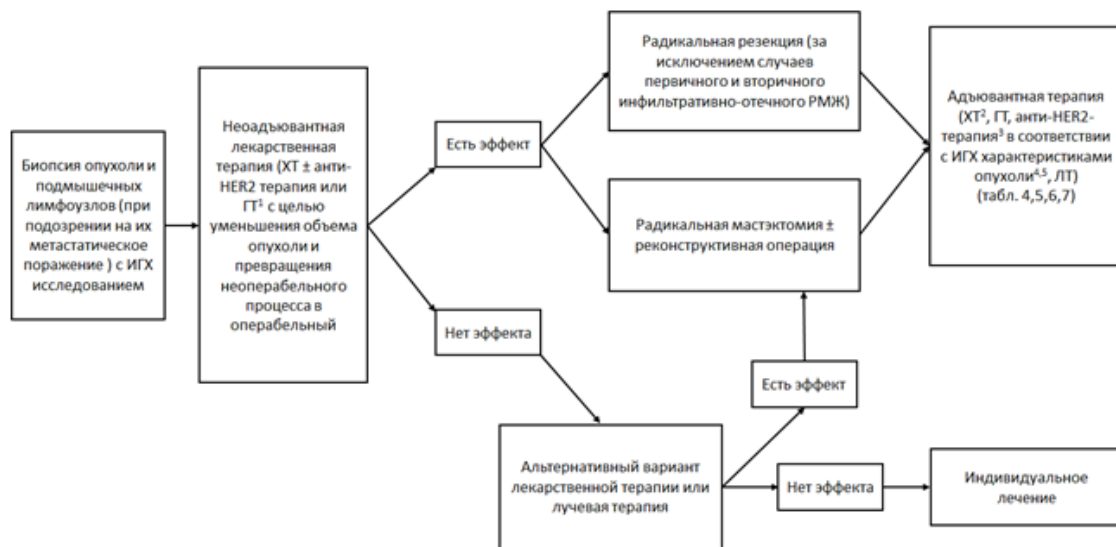 Биопсия опухоли и
подмышечных
лимфоузлов (при
подозрении на их
метастатическое
поражение ) с ИГХ
исследованием
Неоадъювантная
лекарственная
терапия (ХТ ± анти-
HER2 терапия или
ГТ¹ с целью
уменьшения объема
опухоли и
превращения
неоперабельного
процесса в
операбельный
Есть эффект
Нет эффекта
Радикальная резекция (за
исключением случаев
первичного и вторичного
инфильтративно-отечного РМЖ)
Радикальная мастэктомия ±
реконструктивная операция
Адъювантная терапия
(ХТ², ГТ, анти-HER2-
терапия³ в соответствии
с ИГХ характеристиками
опухоли⁴,⁵, ЛТ)
(табл. 4,5,6,7)
Есть эффект
Альтернативный вариант
лекарственной терапии или
лучевая терапия
Нет эффекта
Индивидуальное
лечение